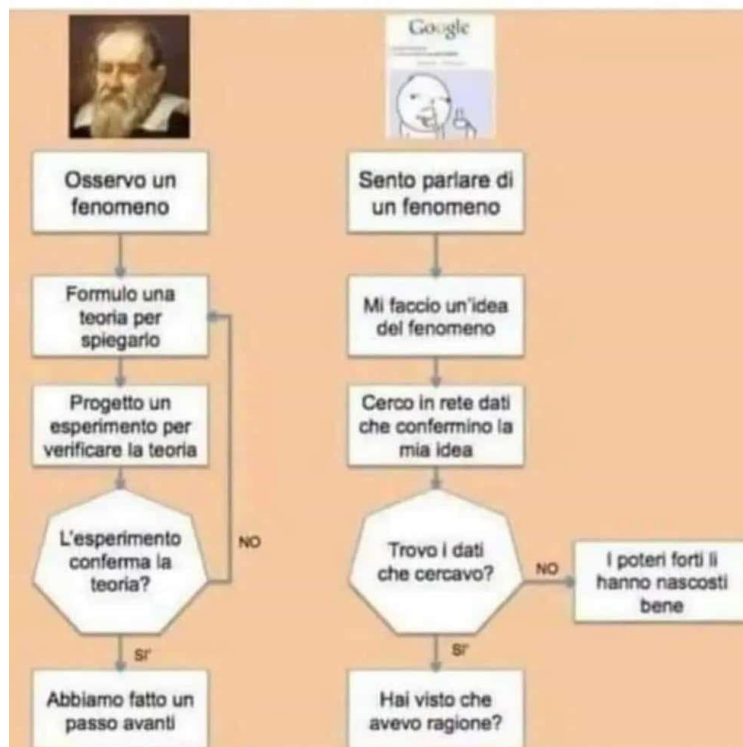 Osservo un
fenomeno
Formulo una
teoria per
spiegarlo
Progetto un
esperimento per
verificare la teoria
L'esperimento
conferma la
teoria?
NO
SI'
Abbiamo fatto un
passo avanti
Google
Sento parlare di
un fenomeno
Mi faccio un'idea
del fenomeno
Cerco in rete dati
che confermino la
mia idea
Trovo i dati
che cercavo?
NO
I poteri forti li
hanno nascosti
bene
SI'
Hai visto che
avevo ragione?